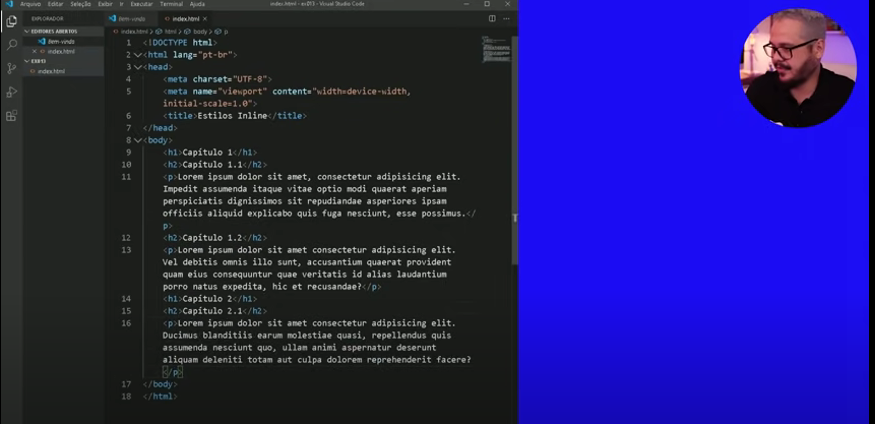 Arquivo Editar Seleção Exibir Ir Executar Terminal Ajuda
index.html - ex013 - Visual Studio Code
EXPLORADOR
Bem-vindo index.html
EDITORES ABERTOS
index.html > html > body > p
Bem-vindo
index.html
EX013
index.html
1 <!DOCTYPE html>
2 <html lang="pt-br">
3 <head>
4 <meta charset="UTF-8">
5 <meta name="viewport" content="width=device-width,
initial-scale=1.0">
6 <title>Estilos Inline</title>
7 </head>
8 <body>
9 <h1>Capítulo 1</h1>
10 <h2>Capítulo 1.1</h2>
11 <p>Lorem ipsum dolor sit amet, consectetur adipisicing elit.
Impedit assumenda itaque vitae optio modi quaerat aperiam
perspiciatis dignissimos sit repudiandae asperiores ipsam
officiis aliquid explicabo quis fuga nesciunt, esse possimus.</
p>
12 <h2>Capítulo 1.2</h2>
13 <p>Lorem ipsum dolor sit amet consectetur adipisicing elit.
Vel debitis omnis illo sunt, accusantium quaerat provident
quam eius consequuntur quae veritatis id alias laudantium
porro natus expedita, hic et recusandae?</p>
14 <h1>Capítulo 2</h1>
15 <h2>Capítulo 2.1</h2>
16 <p>Lorem ipsum dolor sit amet consectetur adipisicing elit.
Ducimus blanditiis earum molestiae quasi, repellendus quis
assumenda nesciunt quo, ullam animi aspernatur deserunt
aliquam deleniti totam aut culpa dolorem reprehenderit facere?
</p>
17 </body>
18 </html>